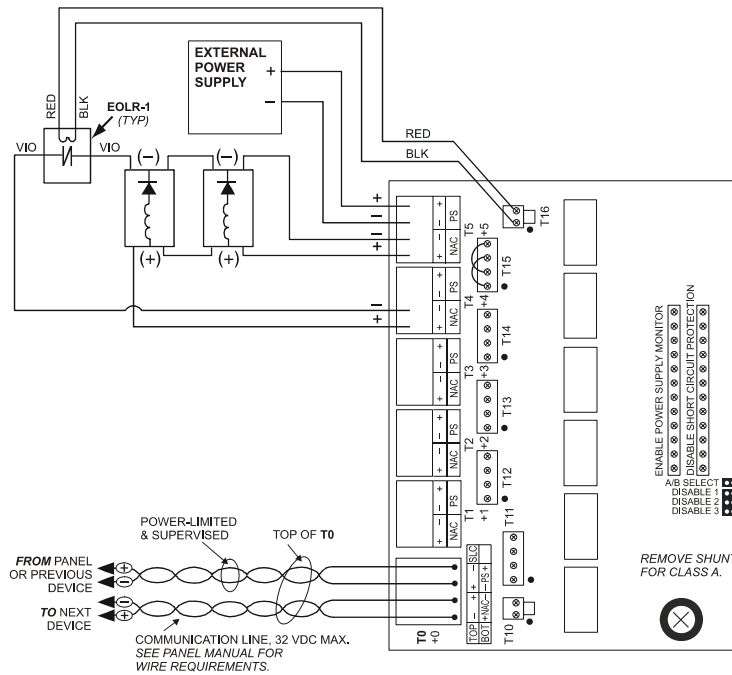 EXTERNAL
POWER
SUPPLY
+
−
RED
BLK
EOLR-1
(TYP)
VIO
VIO
(−)
(−)
(+)
(+)
RED
BLK
+
−
−
+
−
+
+ − PS
+ − NAC
T5
+5
T16
T15
+ − PS
+ − NAC
T4
+4
T14
+ − PS
+ − NAC
T3
+3
T13
+ − PS
+ − NAC
T2
+2
T12
+ − PS
+ − NAC
T1
+1
T11
ENABLE POWER SUPPLY MONITOR
DISABLE SHORT CIRCUIT PROTECTION
A/B SELECT
DISABLE 1
DISABLE 2
DISABLE 3
REMOVE SHUNT
FOR CLASS A.
POWER-LIMITED
& SUPERVISED
TOP OF T0
FROM PANEL
OR PREVIOUS
DEVICE
+
−
TO NEXT
DEVICE
−
+
COMMUNICATION LINE, 32 VDC MAX.
SEE PANEL MANUAL FOR
WIRE REQUIREMENTS.
T0
+0
TOP − + + − SLC
BOT +NAC− −PS+
T10